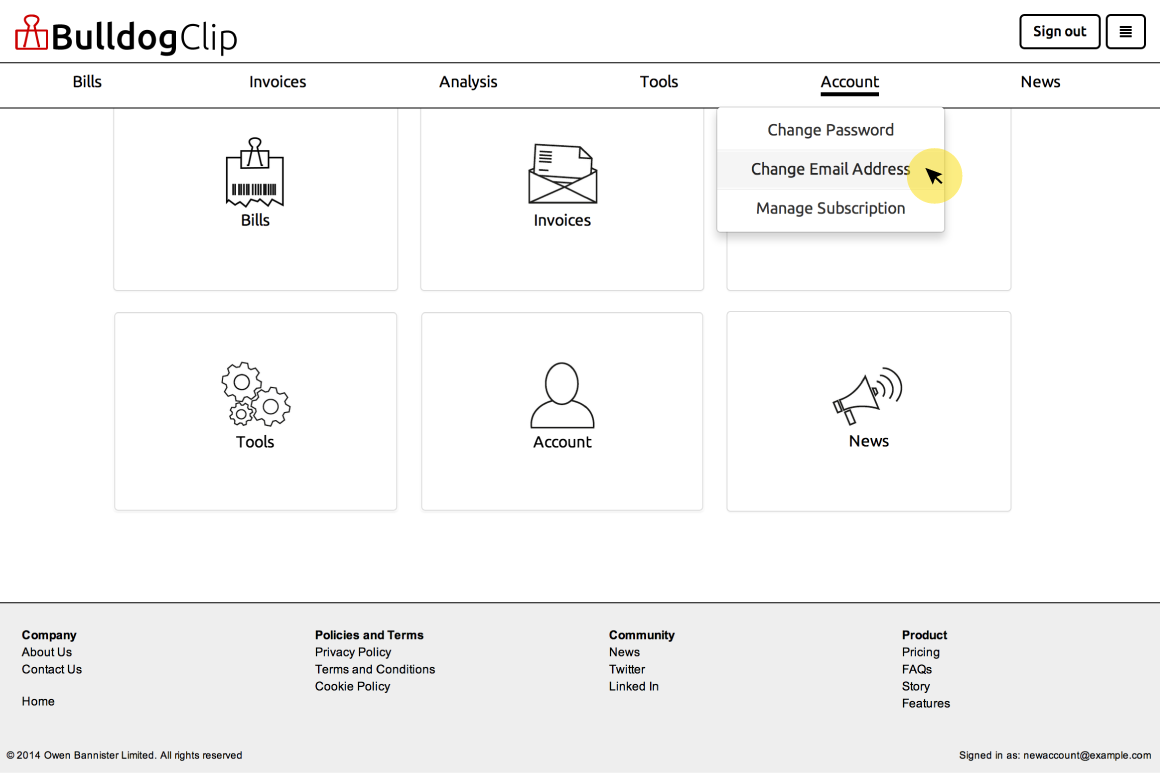 BulldogClip
Sign out
Bills
Invoices
Analysis
Tools
Account
News
Change Password
Change Email Address
Manage Subscription
Bills
Invoices
Tools
Account
News
Company
About Us
Contact Us
Home
Policies and Terms
Privacy Policy
Terms and Conditions
Cookie Policy
Community
News
Twitter
Linked In
Product
Pricing
FAQs
Story
Features
© 2014 Owen Bannister Limited. All rights reserved
Signed in as: newaccount@example.com